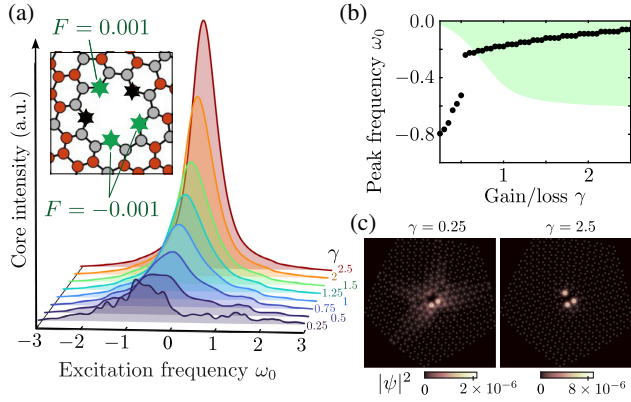 (a)
F = 0.001
F = −0.001
Core intensity (a.u.)
γ
2.5
2
1.5
1.25
1
0.75
0.5
0.25
−3 −2 −1 0 1 2 3
Excitation frequency ω₀
(b)
Peak frequency ω₀
0.0
−0.4
−0.8
1 2
Gain/loss γ
(c)
γ = 0.25 γ = 2.5
|ψ|² 0 2 × 10⁻⁶ 0 8 × 10⁻⁶